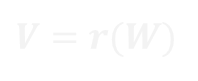 V = r(W)